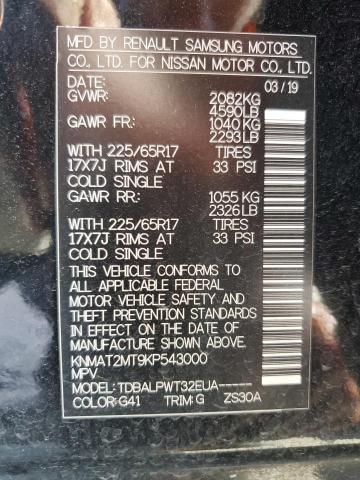 MFD BY RENAULT SAMSUNG MOTORS
CO., LTD. FOR NISSAN MOTOR CO., LTD.
DATE: 03/19
GVWR: 2082KG
4590LB
GAWR FR: 1040 KG
2293LB
WITH 225/65R17 TIRES
17X7J RIMS AT 33 PSI
COLD SINGLE
GAWR RR: 1055 KG
2326LB
WITH 225/65R17 TIRES
17X7J RIMS AT 33 PSI
COLD SINGLE
THIS VEHICLE CONFORMS TO
ALL APPLICABLE FEDERAL
MOTOR VEHICLE SAFETY AND
THEFT PREVENTION STANDARDS
IN EFFECT ON THE DATE OF
MANUFACTURE SHOWN ABOVE.
KNMAT2MT9KP543000
MPV
MODEL:TDBALPWT32EUA-----
COLOR:G41 TRIM:G ZS30A